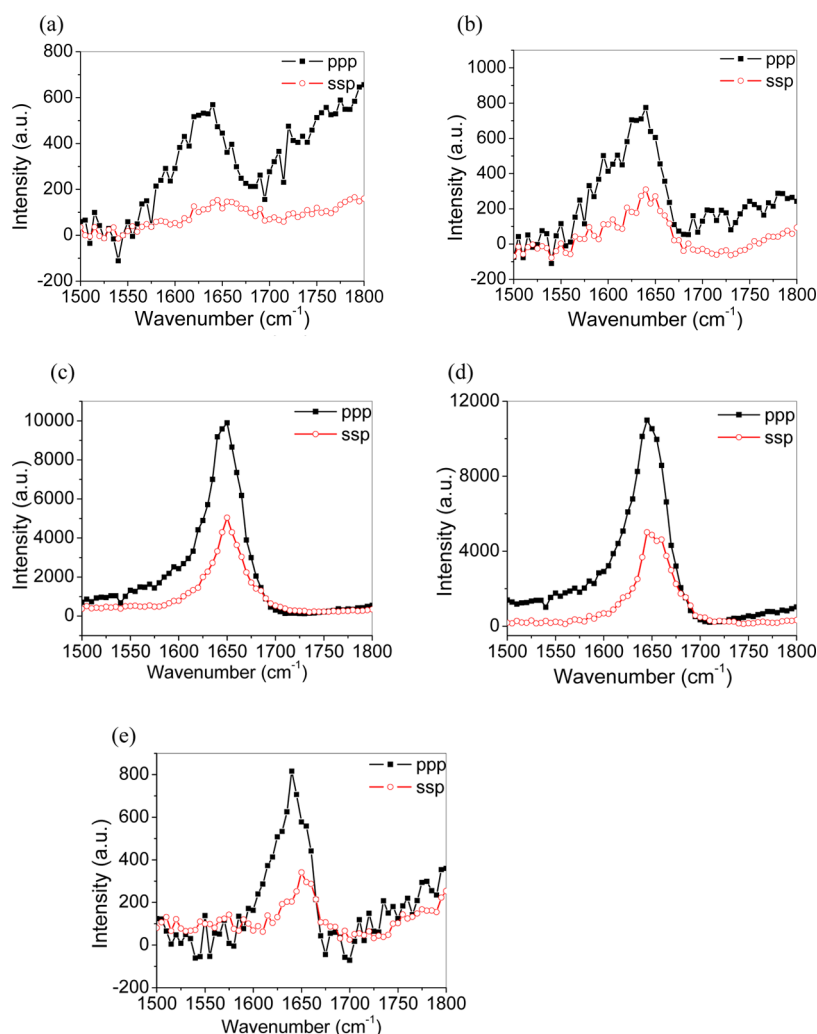 (a)
800
600
400
200
0
-200
Intensity (a.u.)
ppp
ssp
1500 1550 1600 1650 1700 1750 1800
Wavenumber (cm-1)
(b)
1000
800
600
400
200
0
-200
Intensity (a.u.)
ppp
ssp
1500 1550 1600 1650 1700 1750 1800
Wavenumber (cm-1)
(c)
10000
8000
6000
4000
2000
0
Intensity (a.u.)
ppp
ssp
1500 1550 1600 1650 1700 1750 1800
Wavenumber (cm-1)
(d)
12000
8000
4000
0
Intensity (a.u.)
ppp
ssp
1500 1550 1600 1650 1700 1750 1800
Wavenumber (cm-1)
(e)
800
600
400
200
0
-200
Intensity (a.u.)
ppp
ssp
1500 1550 1600 1650 1700 1750 1800
Wavenumber (cm-1)